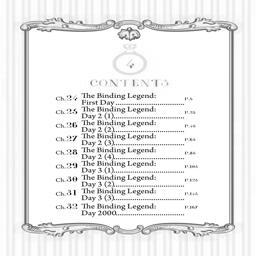 4
CONTENTS
Ch.24 The Binding Legend:
First Day
Ch.25 The Binding Legend:
Day 2 (1)
Ch.26 The Binding Legend:
Day 2 (2)
Ch.27 The Binding Legend:
Day 2 (3)
Ch.28 The Binding Legend:
Day 2 (4)
Ch.29 The Binding Legend:
Day 3 (1)
Ch.30 The Binding Legend:
Day 3 (2)
Ch.31 The Binding Legend:
Day 3 (3)
Ch.32 The Binding Legend:
Day 2000